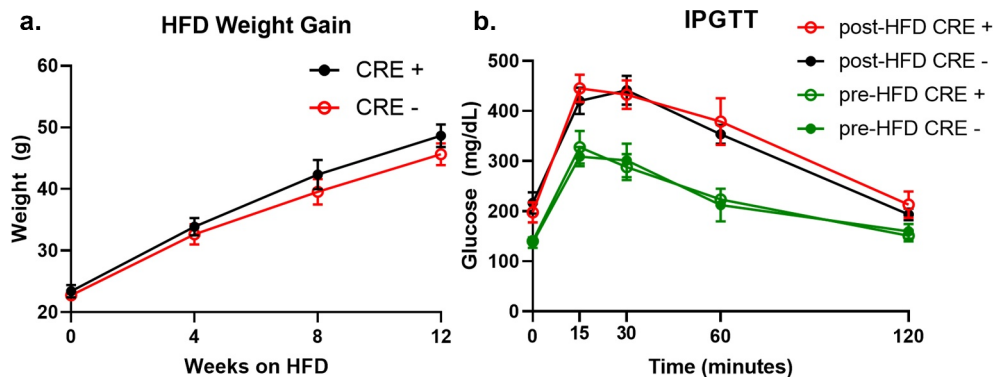 a.
HFD Weight Gain
CRE +
CRE -
60
50
40
30
20
Weight (g)
0
4
8
12
Weeks on HFD
b.
IPGTT
post-HFD CRE +
post-HFD CRE -
pre-HFD CRE +
pre-HFD CRE -
500
400
300
200
100
0
Glucose (mg/dL)
0
15
30
60
120
Time (minutes)